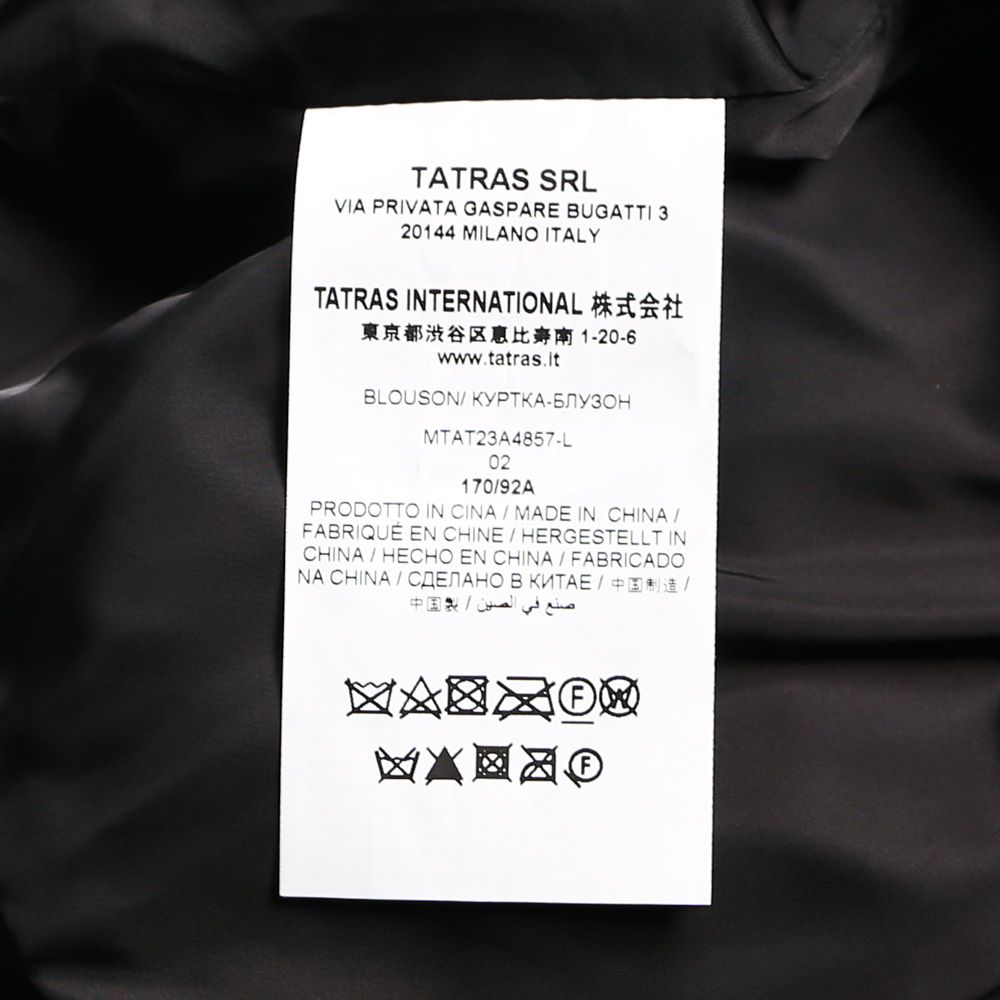 TATRAS SRL
VIA PRIVATA GASPARE BUGATTI 3
20144 MILANO ITALY
TATRAS INTERNATIONAL 株式会社
東京都渋谷区恵比寿南 1-20-6
www.tatras.it
BLOUSON/ КУРТКА-БЛУЗОН
MTAT23A4857-L
02
170/92A
PRODOTTO IN CINA / MADE IN CHINA /
FABRIQUÉ EN CHINE / HERGESTELLT IN
CHINA / HECHO EN CHINA / FABRICADO
NA CHINA / СДЕЛАНО В КИТАЕ / 中国制造 /
中国製 / صنع في الصين
F W
F